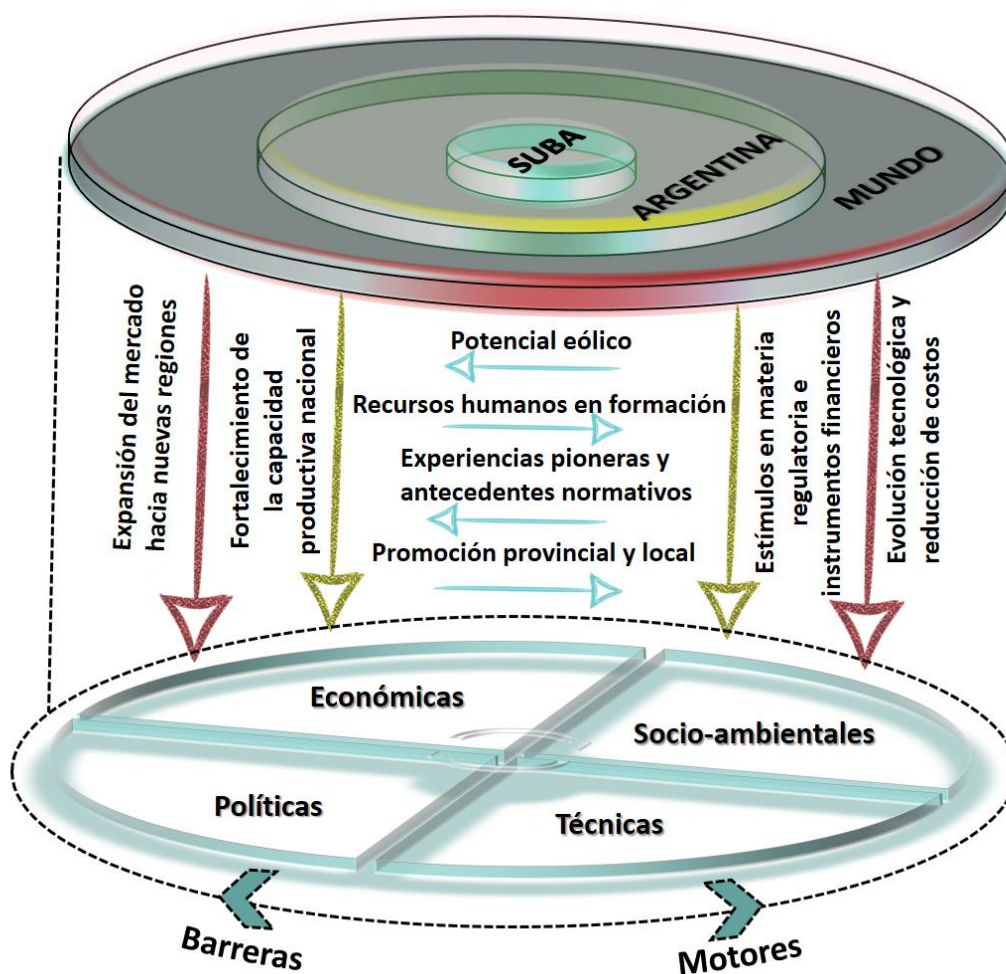 SUBA
ARGENTINA
MUNDO
Expansión del mercado
hacia nuevas regiones
Fortalecimiento de
la capacidad
productiva nacional
Potencial eólico
Recursos humanos en formación
Experiencias pioneras y
antecedentes normativos
Promoción provincial y local
Estímulos en materia
regulatoria e
instrumentos financieros
Evolución tecnológica y
reducción de costos
Económicas
Socio-ambientales
Políticas
Técnicas
Barreras
Motores